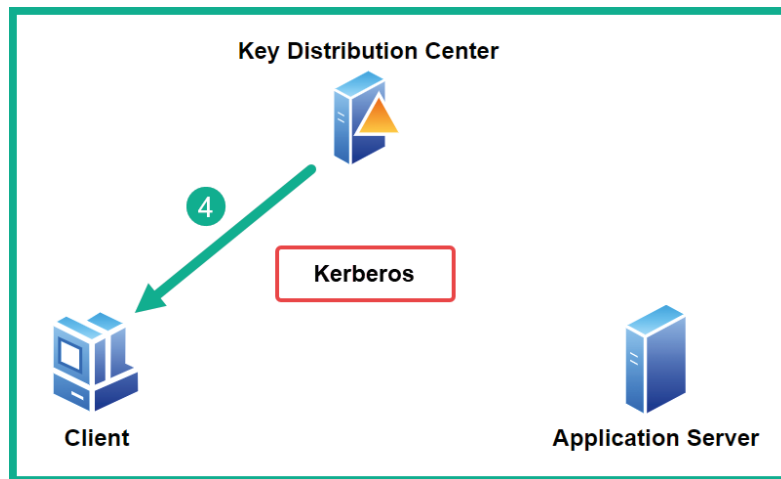 Key Distribution Center
4
Kerberos
Client
Application Server